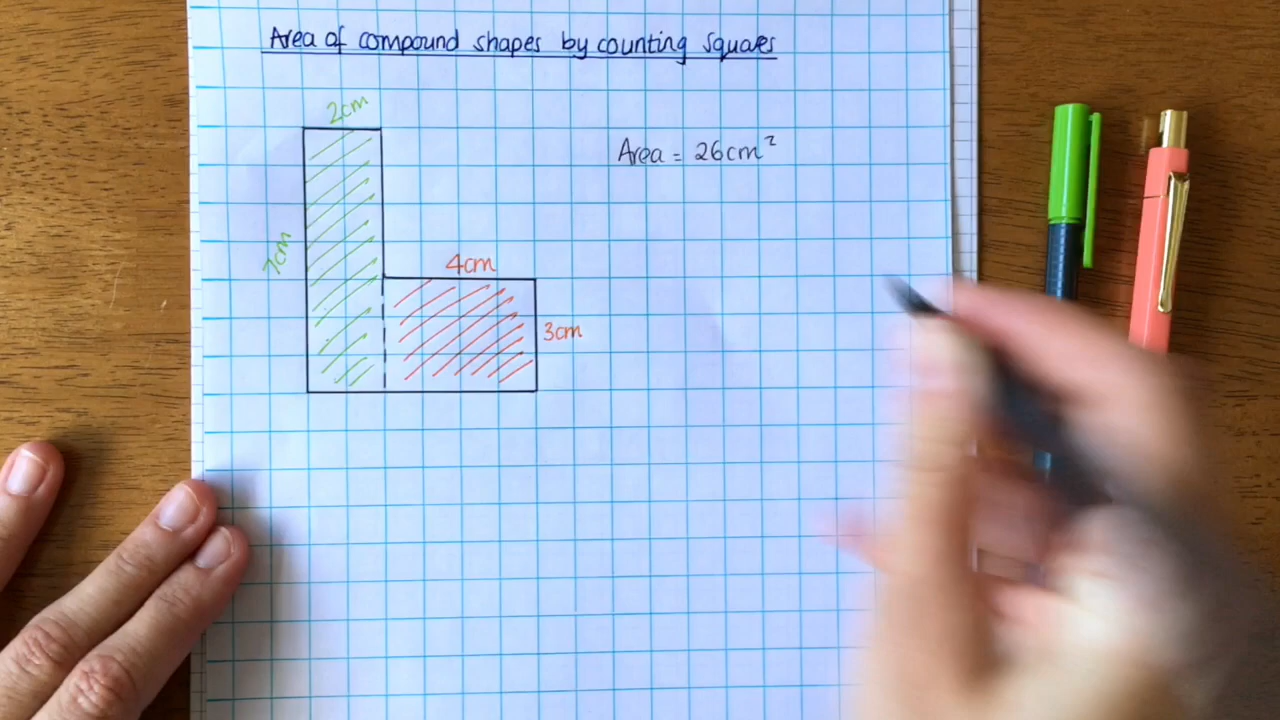 Area of compound shapes by counting squares
2cm
Area = 26cm²
7cm
4cm
3cm